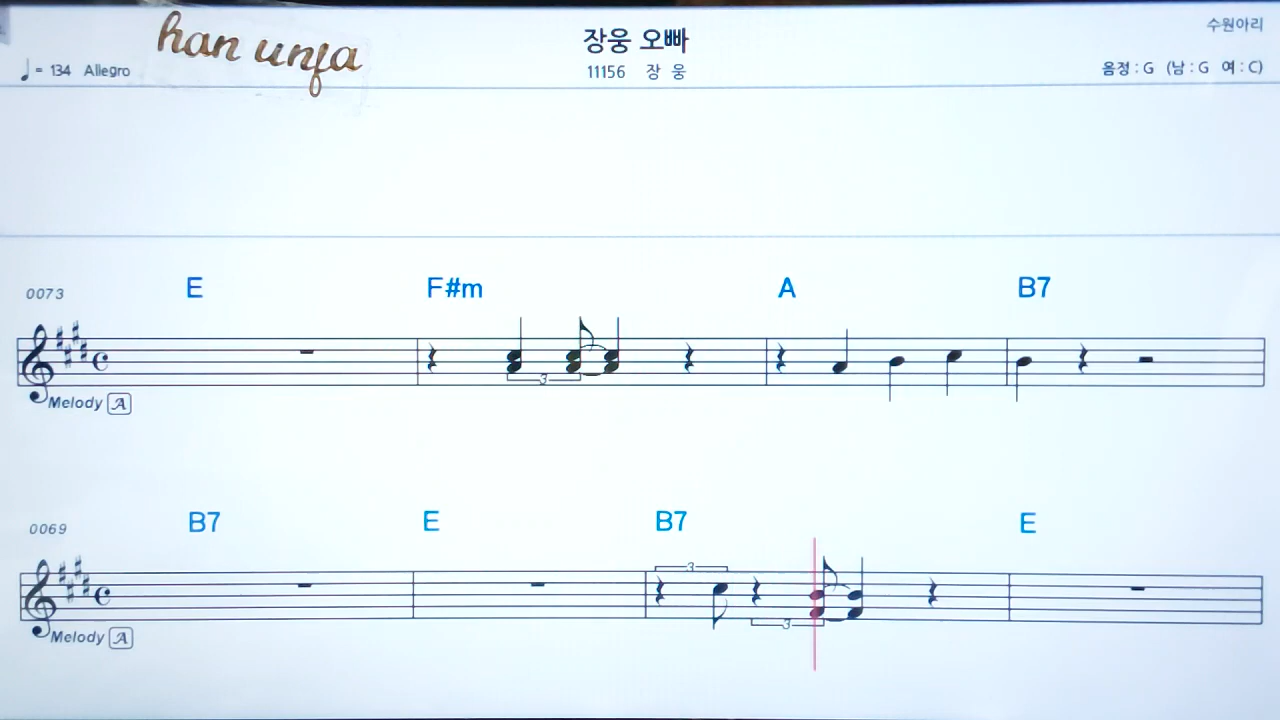 han unfa
장웅 오빠
수원아리
♩ = 134 Allegro
11156 장 웅
음정 : G (남 : G 여 : C)
E F#m A B7
0073
3
Melody A
B7 E B7 E
0069
3
3
Melody A